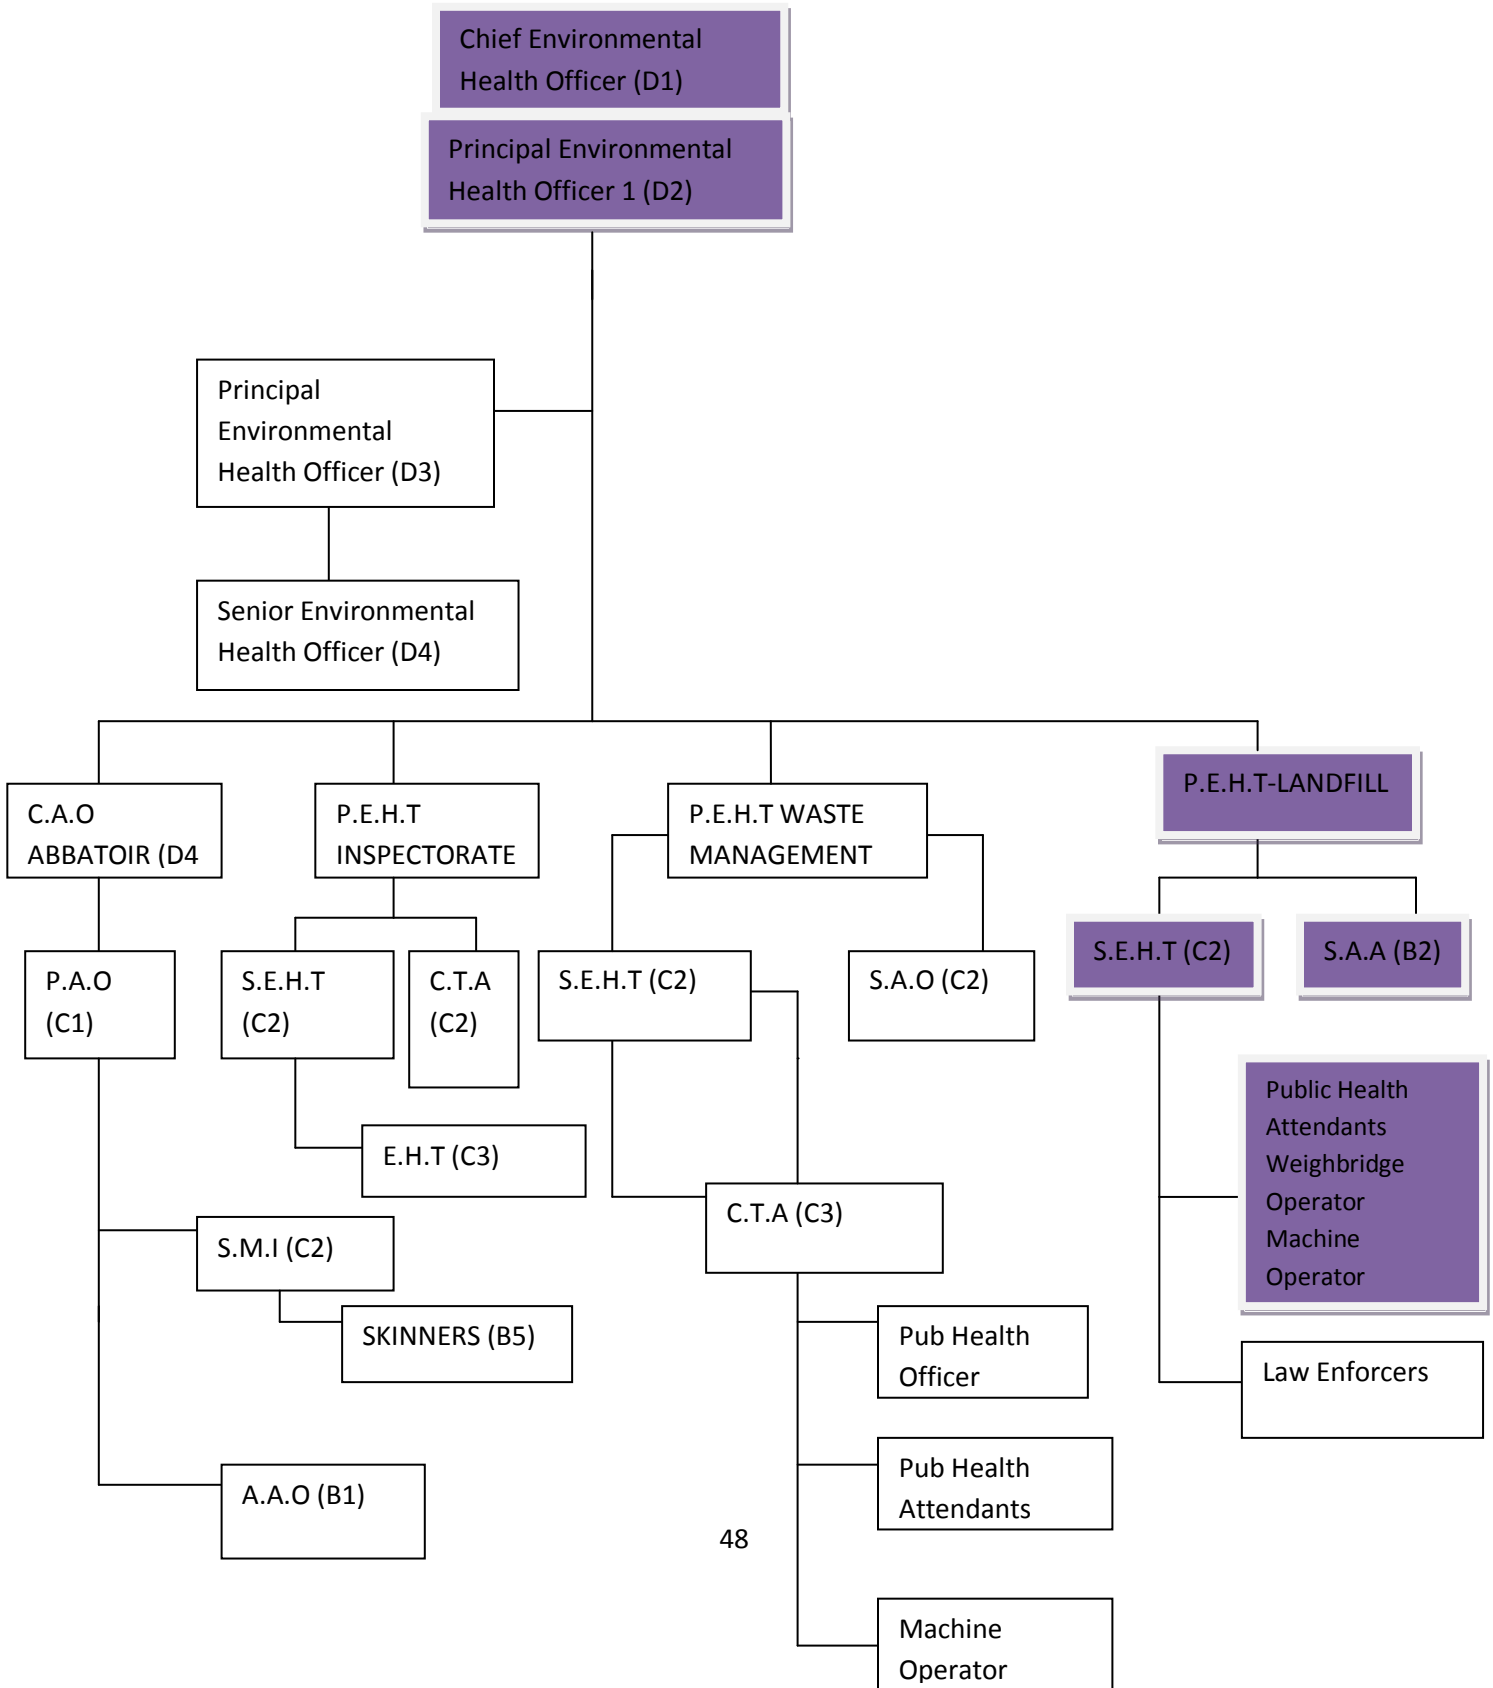 Chief Environmental
Health Officer (D1)
Principal Environmental
Health Officer 1 (D2)
Principal
Environmental
Health Officer (D3)
Senior Environmental
Health Officer (D4)
C.A.O
ABBATOIR (D4
P.E.H.T
INSPECTORATE
P.E.H.T WASTE
MANAGEMENT
P.E.H.T-LANDFILL
P.A.O
(C1)
S.E.H.T
(C2)
C.T.A
(C2)
S.E.H.T (C2)
S.A.O (C2)
S.E.H.T (C2)
S.A.A (B2)
E.H.T (C3)
Public Health
Attendants
Weighbridge
Operator
Machine
Operator
C.T.A (C3)
S.M.I (C2)
SKINNERS (B5)
Pub Health
Officer
Law Enforcers
A.A.O (B1)
Pub Health
Attendants
48
Machine
Operator